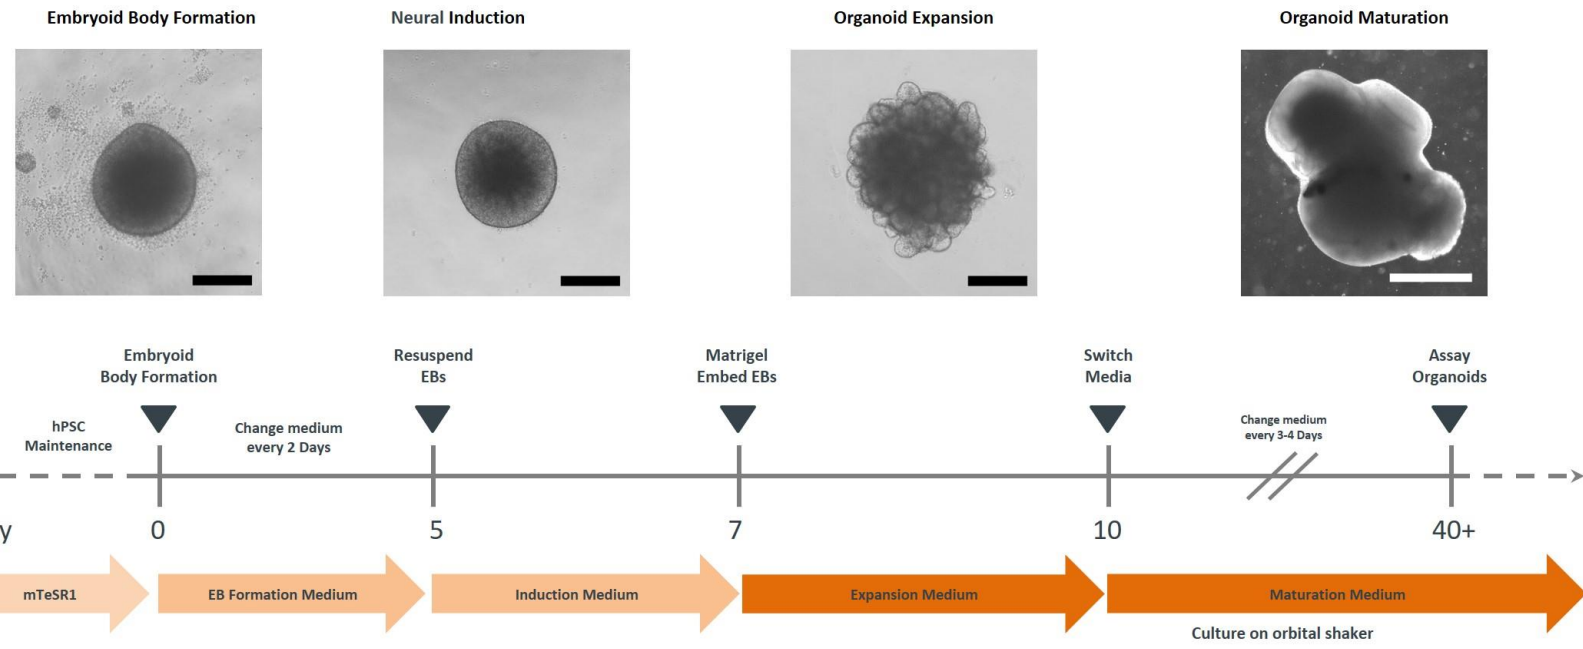 Embryoid Body Formation
Neural Induction
Organoid Expansion
Organoid Maturation
Embryoid
Body Formation
Resuspend
EBs
Matrigel
Embed EBs
Switch
Media
Assay
Organoids
hPSC
Maintenance
Change medium
every 2 Days
Change medium
every 3-4 Days
y
0
5
7
10
40+
mTeSR1
EB Formation Medium
Induction Medium
Expansion Medium
Maturation Medium
Culture on orbital shaker